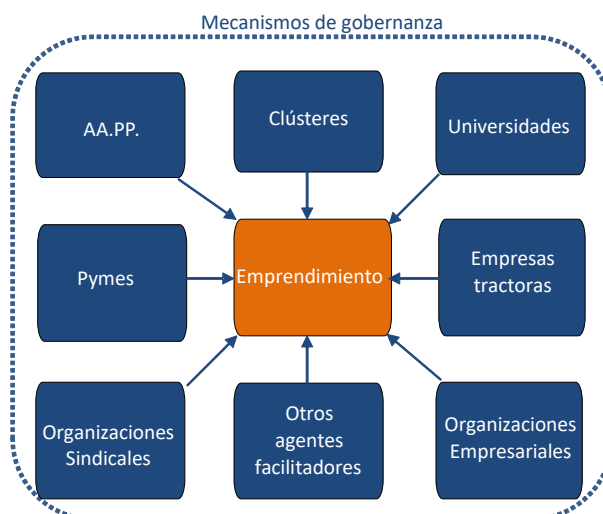 Mecanismos de gobernanza
AA.PP.
Clústeres
Universidades
Pymes
Emprendimiento
Empresas
tractoras
Organizaciones
Sindicales
Otros
agentes
facilitadores
Organizaciones
Empresariales